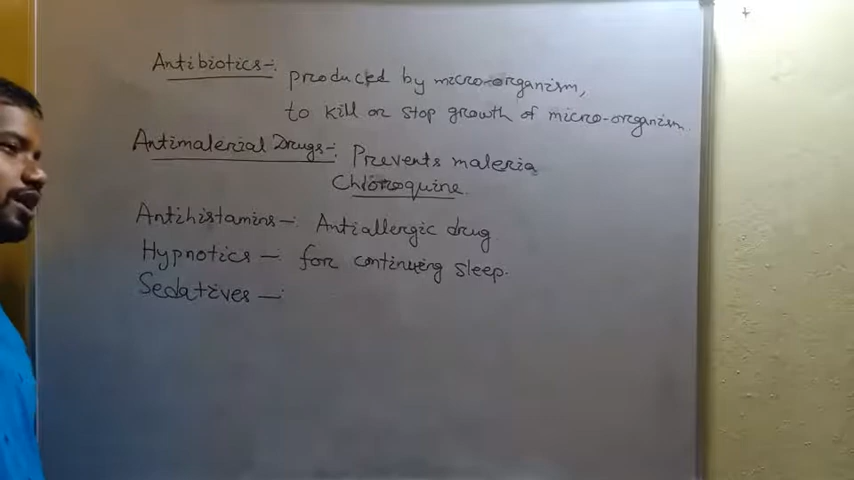 Antibiotics-: produced by micro-organism,
to kill or stop growth of micro-organism.
Antimalerial Drugs-: Prevents maleria
Chloroquine.
Antihistamins-: Antiallergic drug
Hypnotics - for continuing sleep.
Sedatives -: